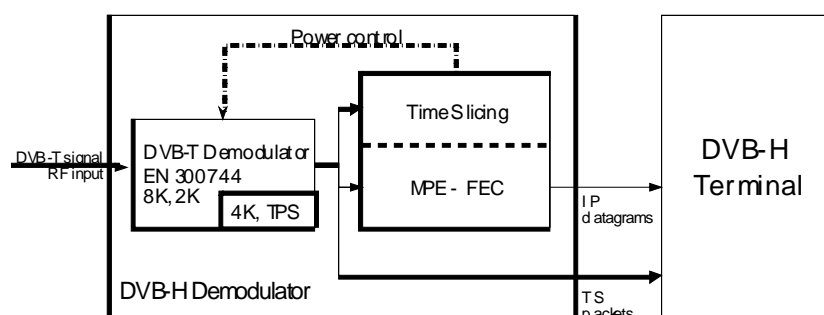 Power control
Time Slicing
DVB-T signal
RF input
DVB-T Demodulator
EN 300744
8K, 2K
4K, TPS
MPE - FEC
DVB-H
Terminal
IP
datagrams
DVB-H Demodulator
TS
packets